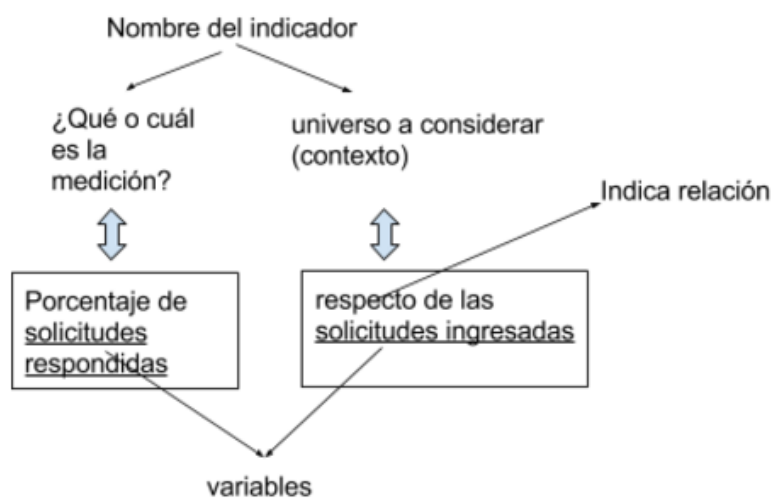 Nombre del indicador
¿Qué o cuál
es la
medición?
universo a considerar
(contexto)
Indica relación
Porcentaje de
solicitudes
respondidas
respecto de las
solicitudes ingresadas
variables